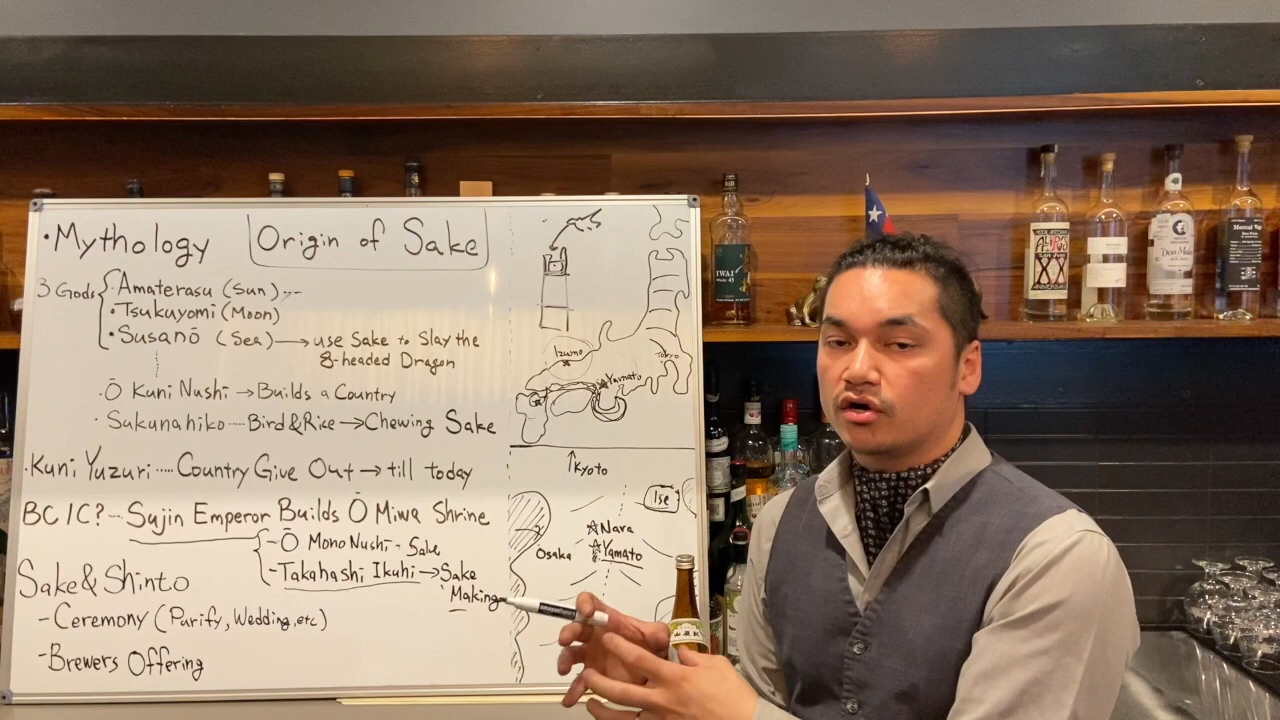 • Mythology
Origin of Sake
3 Gods
• Amaterasu (Sun)
• Tsukuyomi (Moon)
• Susanō (Sea) → use Sake to Slay the
8-headed Dragon
• Ō Kuni Nushi → Builds a Country
• Sukunahiko .... Bird & Rice → Chewing Sake
• Kuni Yuzuri .... Country Give Out → till today
BC 1C? -- Sujin Emperor Builds Ō Miwa Shrine
- Ō Mono Nushi - Sake
- Takahashi Ikuhi → Sake
Making
Sake & Shinto
- Ceremony (Purify, Wedding, etc)
- Brewers Offering
Izumo
Tokyo
Yamato
↑ Kyoto
Ise
Nara
Osaka
Yamato
IWAI
45
XX
Mezcal